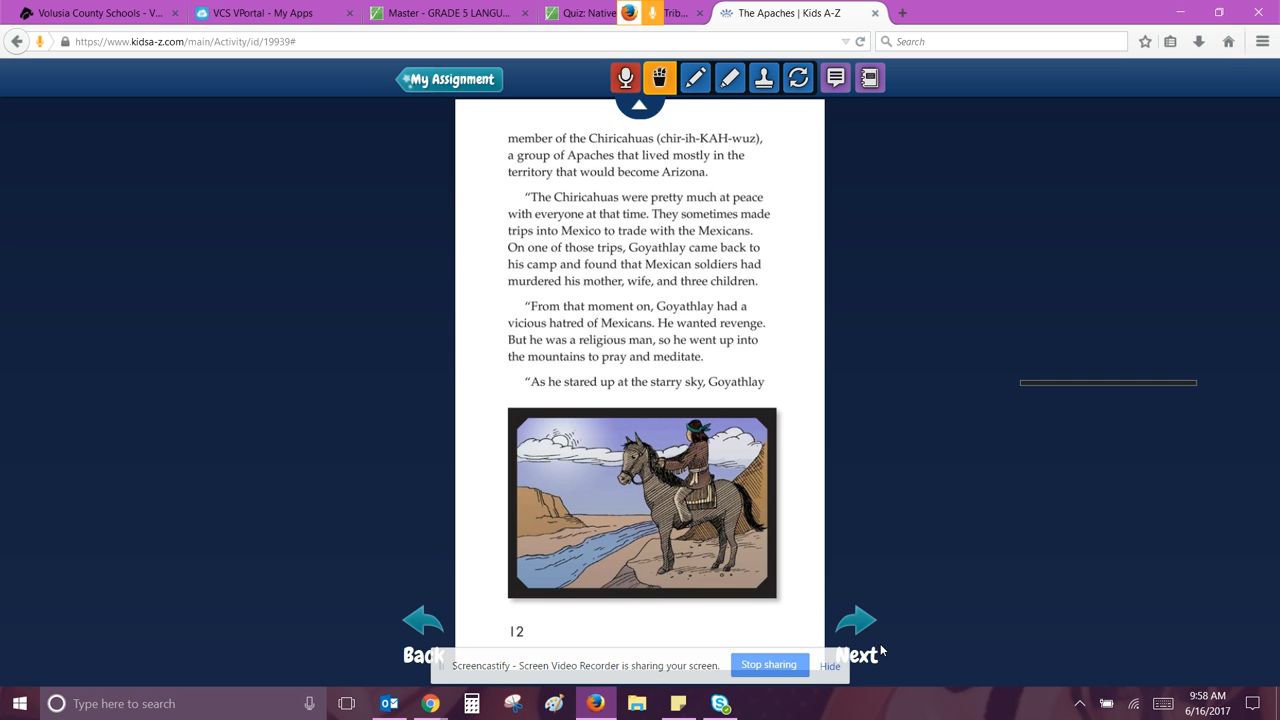 Volusia County Schools - V...
VCS VPortal - My Apps
Master - GRADE 5 LANGU...
Quiz: Native
Trib...
The Apaches | Kids A-Z
https://www.kidsa-z.com/main/Activity/id/19939#
Search
My Assignment
member of the Chiricahuas (chir-ih-KAH-wuz),
a group of Apaches that lived mostly in the
territory that would become Arizona.
“The Chiricahuas were pretty much at peace
with everyone at that time. They sometimes made
trips into Mexico to trade with the Mexicans.
On one of those trips, Goyathlay came back to
his camp and found that Mexican soldiers had
murdered his mother, wife, and three children.
“From that moment on, Goyathlay had a
vicious hatred of Mexicans. He wanted revenge.
But he was a religious man, so he went up into
the mountains to pray and meditate.
“As he stared up at the starry sky, Goyathlay
12
Back
Next
Screencastify - Screen Video Recorder is sharing your screen.
Stop sharing
Hide
Type here to search
9:58 AM
6/16/2017